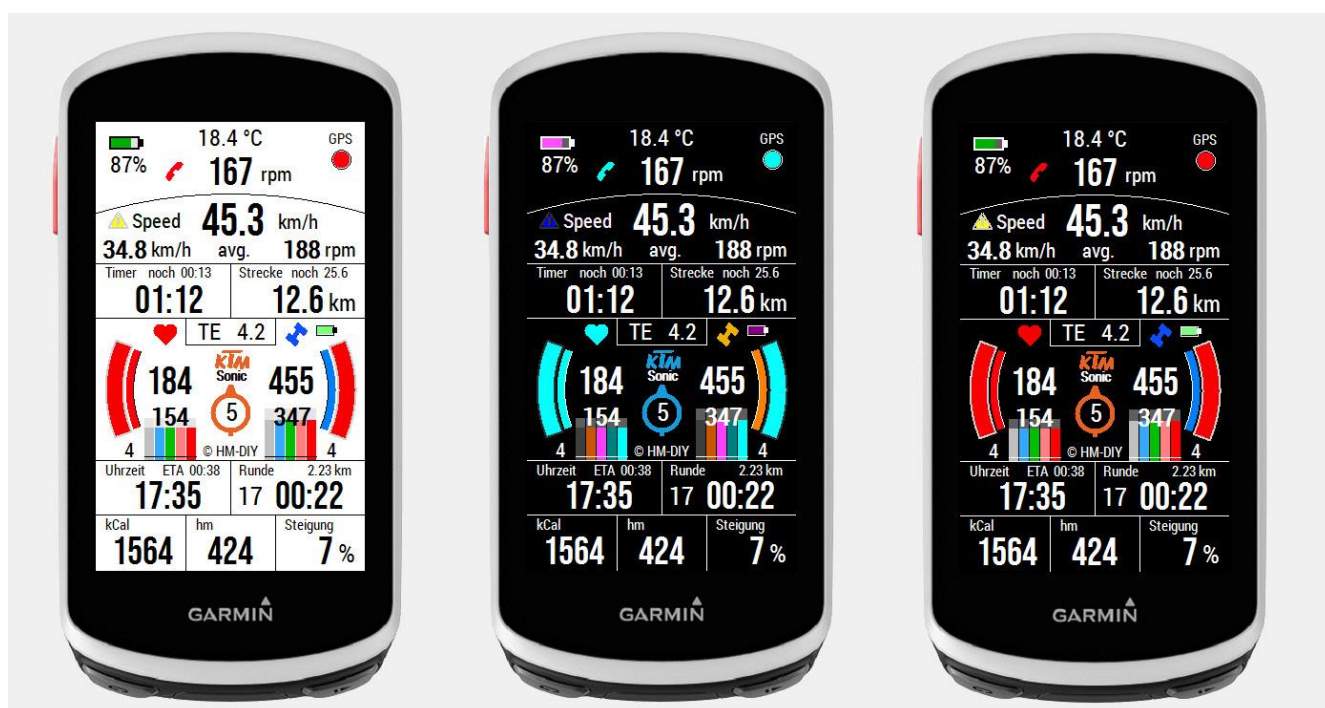 18.4 °C
GPS
87%
167 rpm
Speed 45.3 km/h
34.8 km/h avg. 188 rpm
Timer noch 00:13 Strecke noch 25.6
01:12 12.6 km
TE 4.2
KTM
Sonic
184 455
154 5 347
4 © HM-DIY 4
Uhrzeit ETA 00:38 Runde 2.23 km
17:35 17 00:22
kCal hm Steigung
1564 424 7 %
GARMIN
18.4 °C
GPS
87%
167 rpm
Speed 45.3 km/h
34.8 km/h avg. 188 rpm
Timer noch 00:13 Strecke noch 25.6
01:12 12.6 km
TE 4.2
KTM
Sonic
184 455
154 5 347
4 © HM-DIY 4
Uhrzeit ETA 00:38 Runde 2.23 km
17:35 17 00:22
kCal hm Steigung
1564 424 7 %
GARMIN
18.4 °C
GPS
87%
167 rpm
Speed 45.3 km/h
34.8 km/h avg. 188 rpm
Timer noch 00:13 Strecke noch 25.6
01:12 12.6 km
TE 4.2
KTM
Sonic
184 455
154 5 347
4 © HM-DIY 4
Uhrzeit ETA 00:38 Runde 2.23 km
17:35 17 00:22
kCal hm Steigung
1564 424 7 %
GARMIN